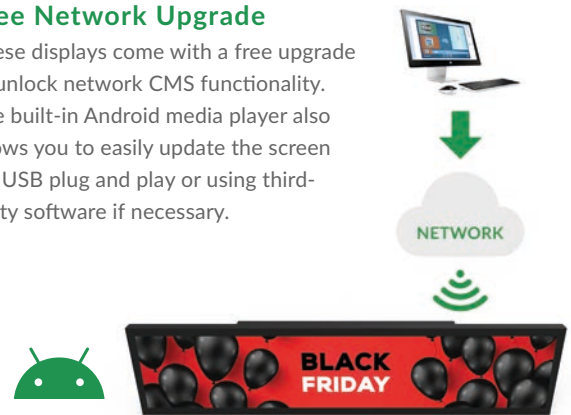 ee Network Upgrade
ese displays come with a free upgrade
unlock network CMS functionality.
e built-in Android media player also
ows you to easily update the screen
USB plug and play or using third-
ty software if necessary.
NETWORK
BLACK
FRIDAY